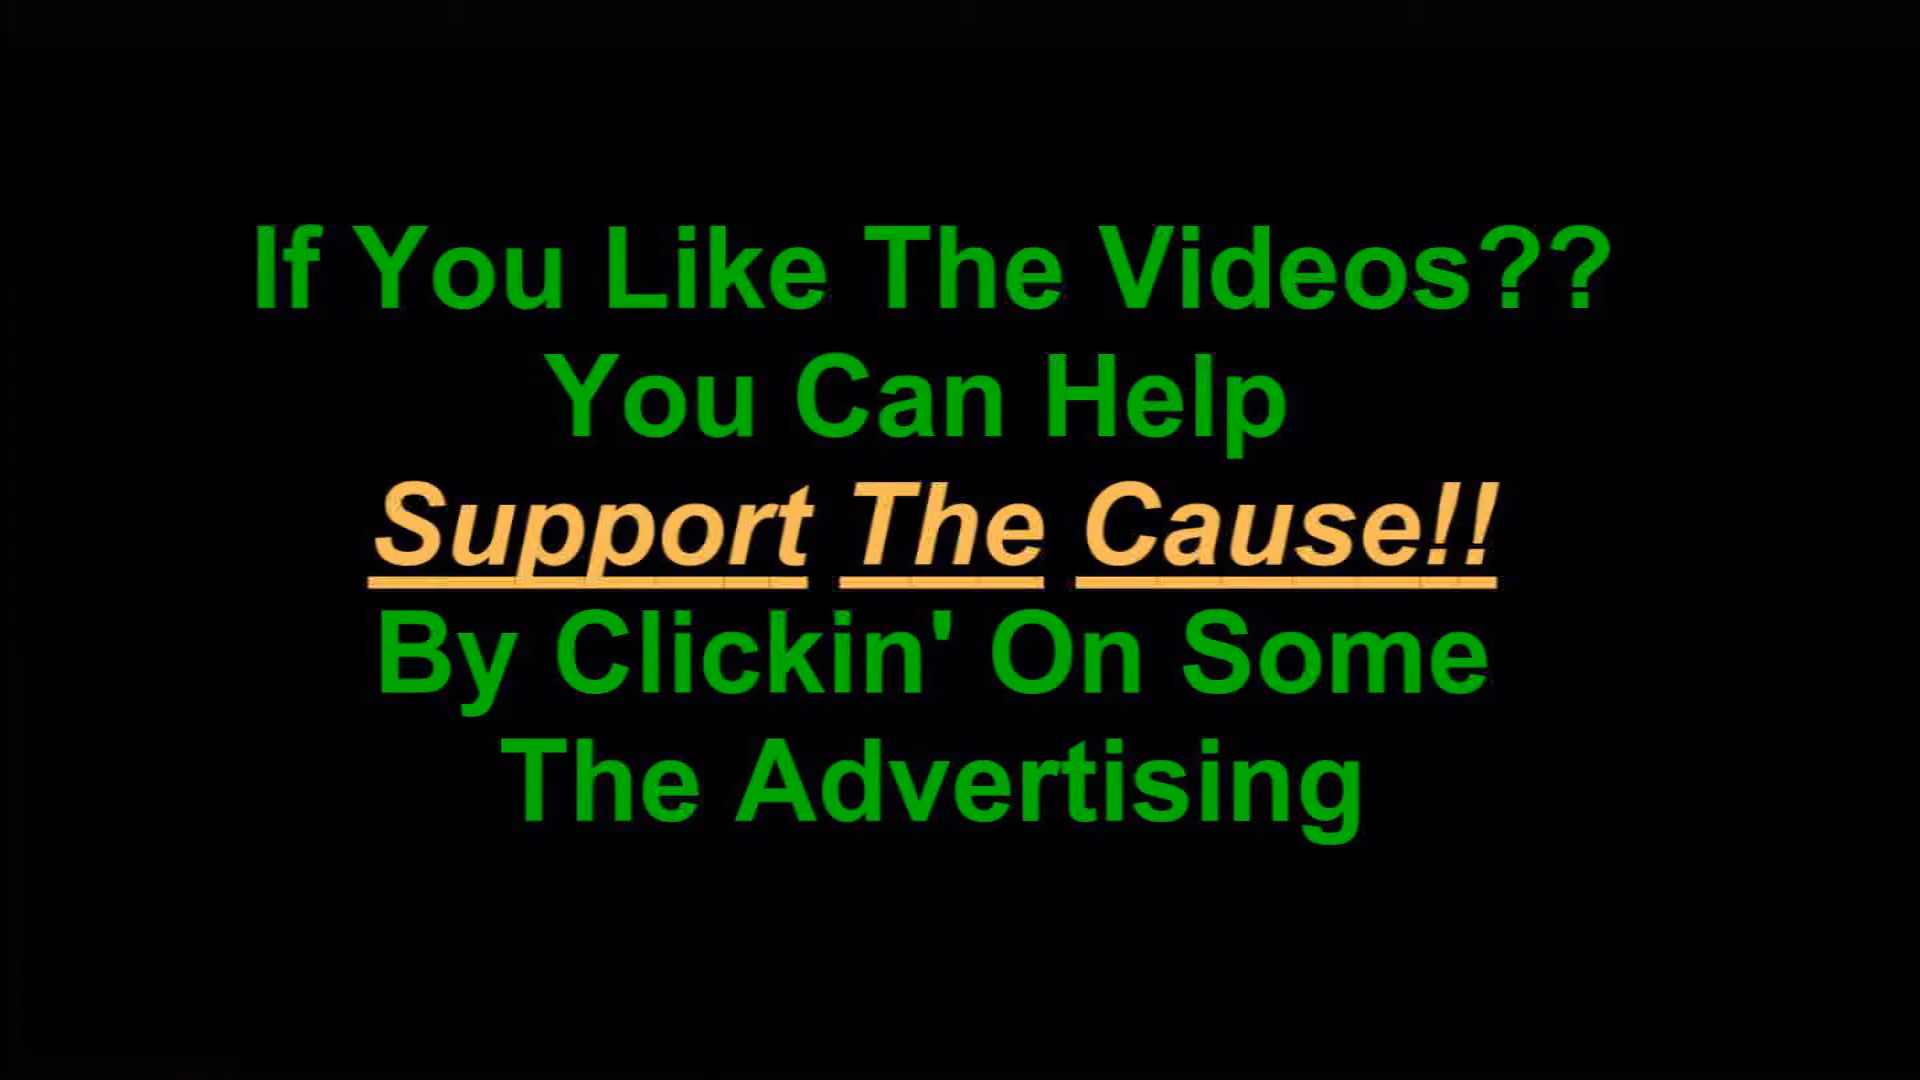 If You Like The Videos??
You Can Help
Support The Cause!!
By Clickin' On Some
The Advertising